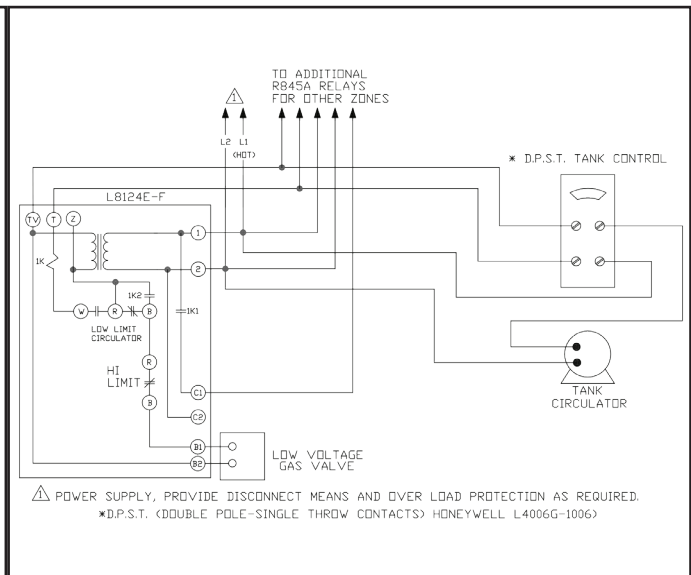 TO ADDITIONAL
R845A RELAYS
FOR OTHER ZONES
1
L2 L1
(HOT)
* D.P.S.T. TANK CONTROL
L8124E-F
TV T Z
1
1K
2
1K2
1K1
W R B
LOW LIMIT
CIRCULATOR
R
HI
LIMIT
B
C1
C2
TANK
CIRCULATOR
B1
B2
LOW VOLTAGE
GAS VALVE
1 POWER SUPPLY, PROVIDE DISCONNECT MEANS AND OVER LOAD PROTECTION AS REQUIRED.
*D.P.S.T. (DOUBLE POLE-SINGLE THROW CONTACTS) HONEYWELL L4006G-1006)